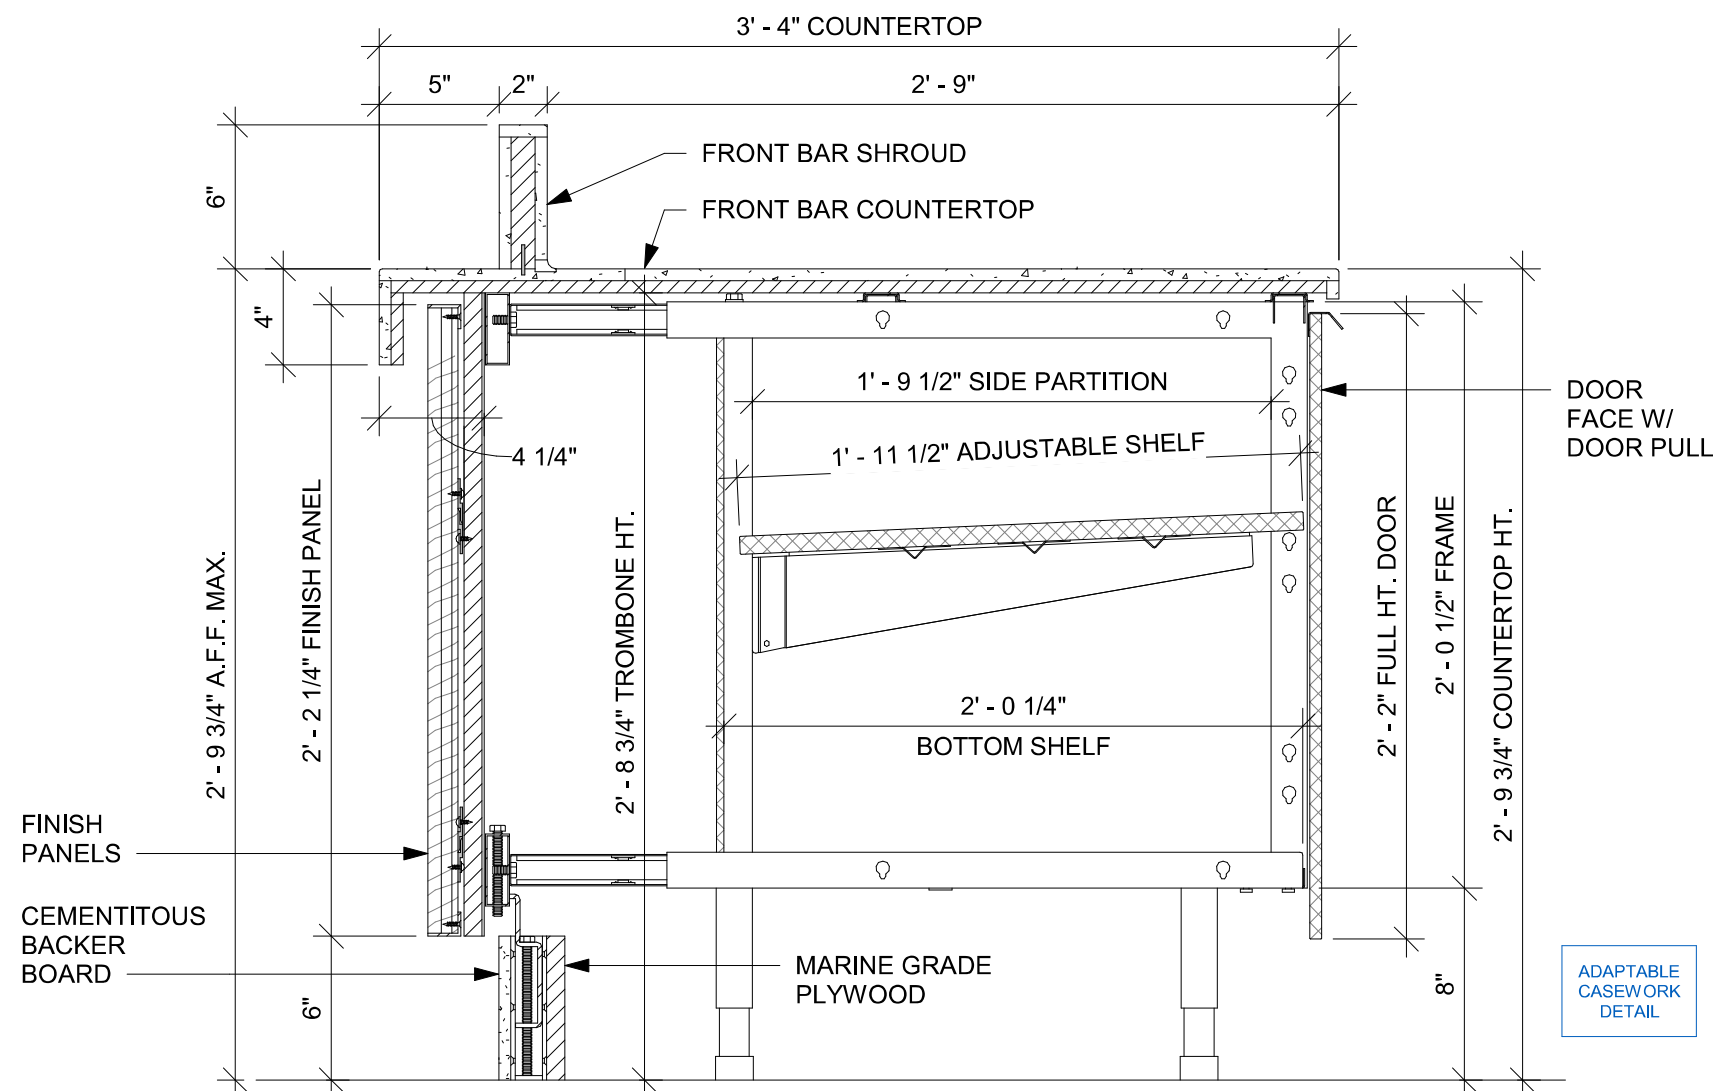 3' - 4" COUNTERTOP
5"
2"
2' - 9"
FRONT BAR SHROUD
FRONT BAR COUNTERTOP
6"
4"
1' - 9 1/2" SIDE PARTITION
1' - 11 1/2" ADJUSTABLE SHELF
4 1/4"
DOOR
FACE W/
DOOR PULL
2' - 9 3/4" A.F.F. MAX.
2' - 2 1/4" FINISH PANEL
2' - 8 3/4" TROMBONE HT.
2' - 0 1/4"
BOTTOM SHELF
2' - 2" FULL HT. DOOR
2' - 0 1/2" FRAME
2' - 9 3/4" COUNTERTOP HT.
FINISH
PANELS
CEMENTITOUS
BACKER
BOARD
MARINE GRADE
PLYWOOD
6"
8"
ADAPTABLE
CASEWORK
DETAIL